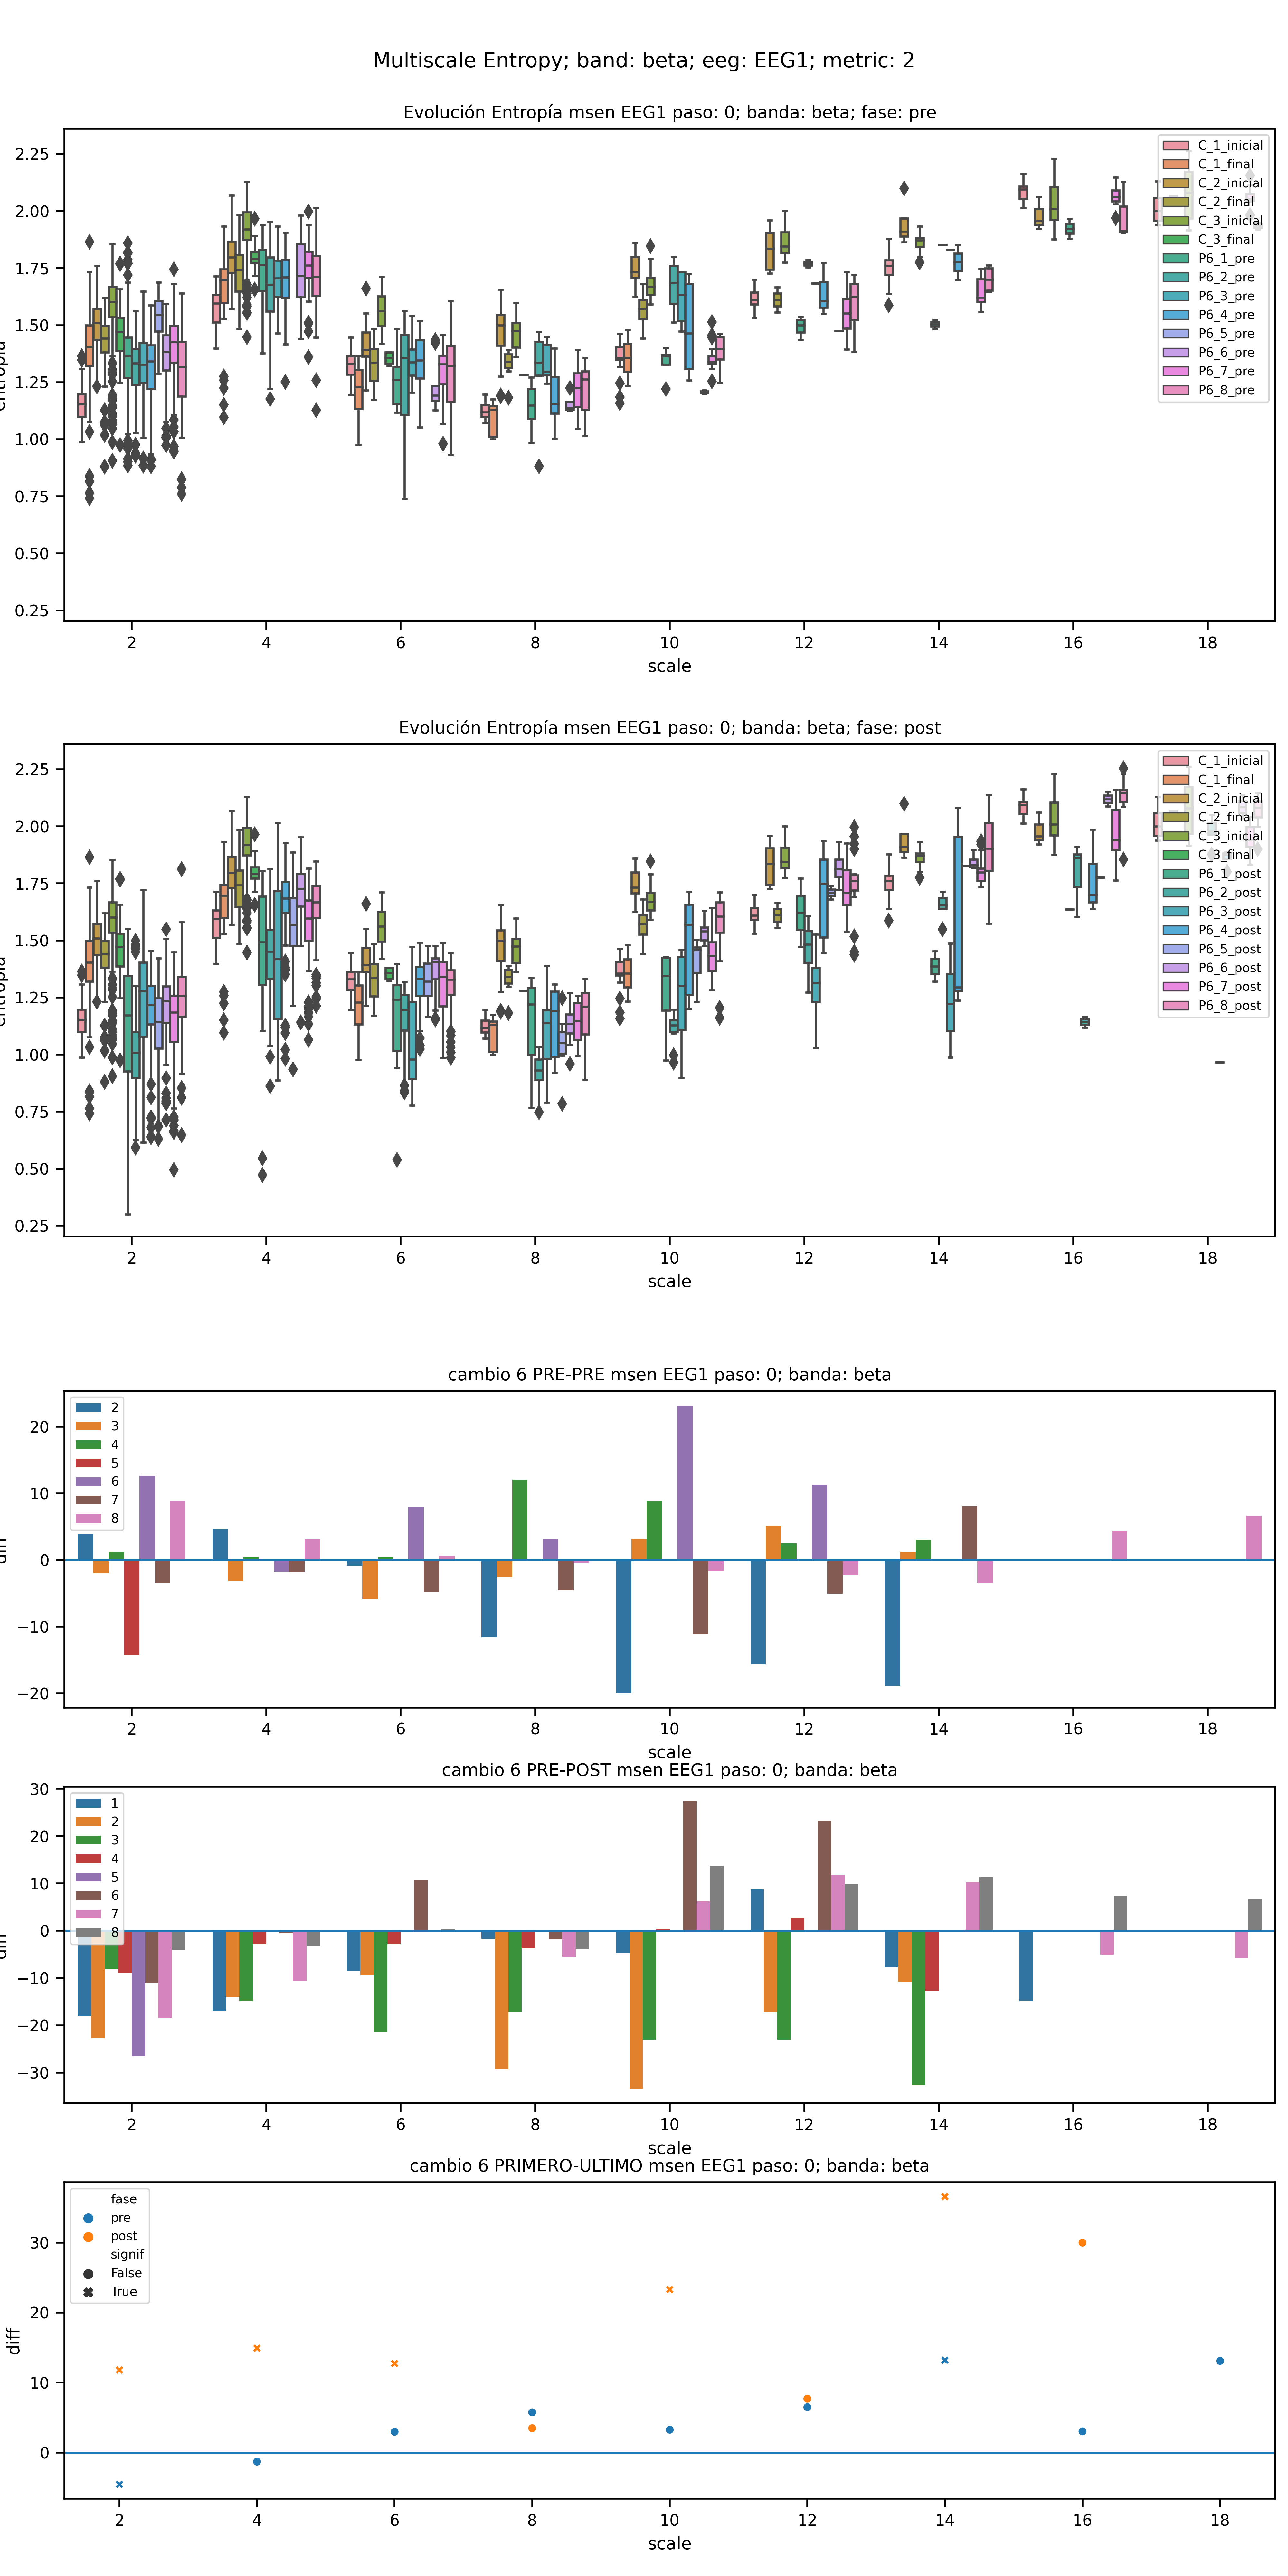 Multiscale Entropy; band: beta; eeg: EEG1; metric: 2
Evolución Entropía msen EEG1 paso: 0; banda: beta; fase: pre
2.25
2.00
1.75
1.50
1.25
1.00
0.75
0.50
0.25
C_1_inicial
C_1_final
C_2_inicial
C_2_final
C_3_inicial
C_3_final
P6_1_pre
P6_2_pre
P6_3_pre
P6_4_pre
P6_5_pre
P6_6_pre
P6_7_pre
P6_8_pre
2 4 6 8 10 12 14 16 18
scale
Evolución Entropía msen EEG1 paso: 0; banda: beta; fase: post
2.25
2.00
1.75
1.50
1.25
1.00
0.75
0.50
0.25
C_1_inicial
C_1_final
C_2_inicial
C_2_final
C_3_inicial
C_3_final
P6_1_post
P6_2_post
P6_3_post
P6_4_post
P6_5_post
P6_6_post
P6_7_post
P6_8_post
2 4 6 8 10 12 14 16 18
scale
cambio 6 PRE-PRE msen EEG1 paso: 0; banda: beta
20
10
0
−10
−20
2
3
4
5
6
7
8
2 4 6 8 10 12 14 16 18
scale
cambio 6 PRE-POST msen EEG1 paso: 0; banda: beta
30
20
10
0
−10
−20
−30
1
2
3
4
5
6
7
8
2 4 6 8 10 12 14 16 18
scale
cambio 6 PRIMERO-ULTIMO msen EEG1 paso: 0; banda: beta
30
20
10
0
diff
fase
pre
post
signif
False
True
2 4 6 8 10 12 14 16 18
scale